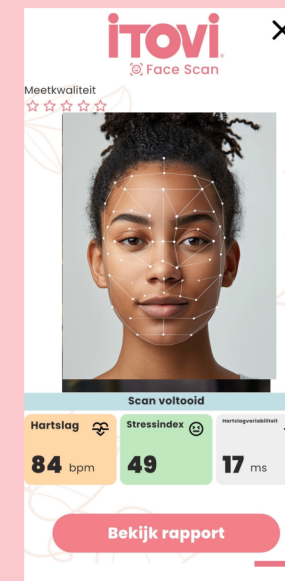 iTOVi
Face Scan
Meetkwaliteit
Scan voltooid
Hartslag
84 bpm
Stressindex
49
Hartslagvariabiliteit
17 ms
Bekijk rapport